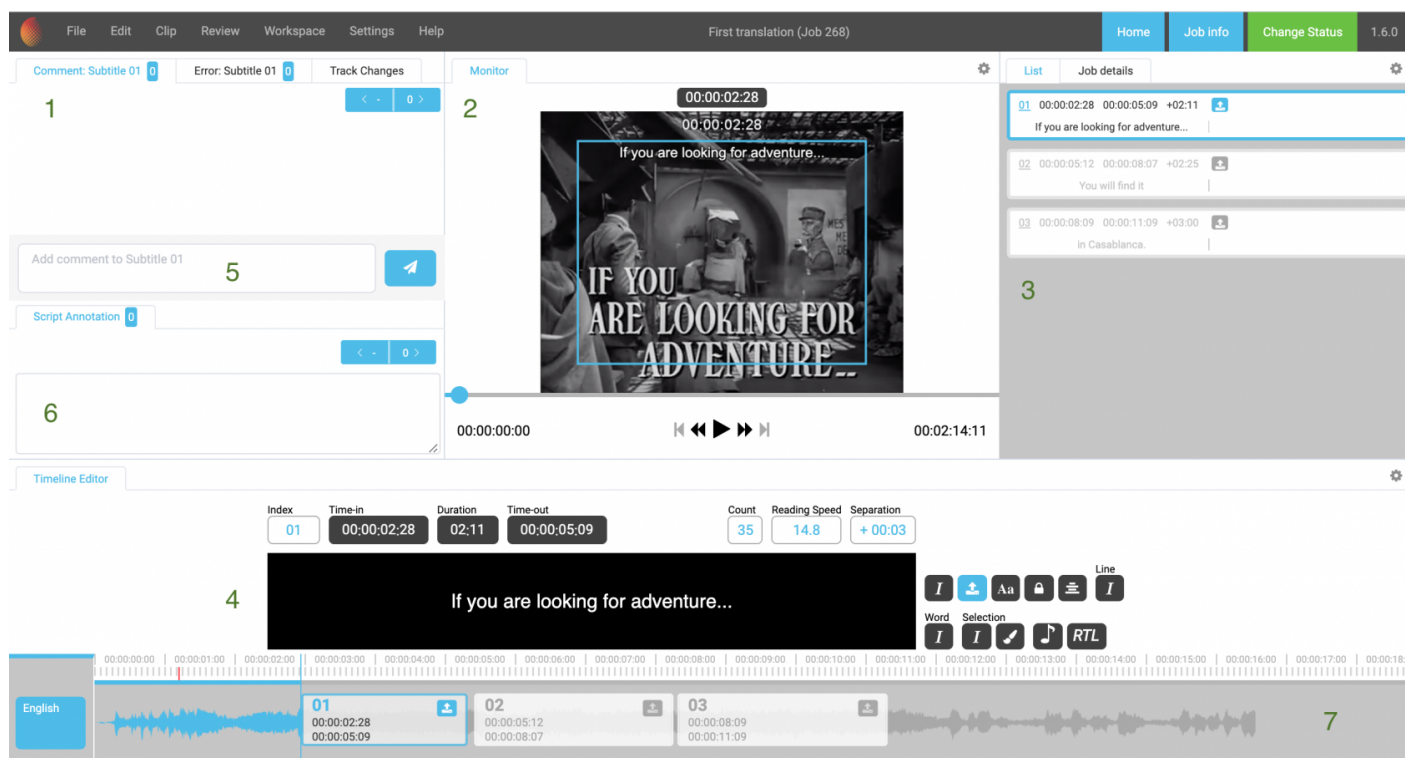 File Edit Clip Review Workspace Settings Help
First translation (Job 268)
Home Job info Change Status 1.6.0
Comment: Subtitle 01 0 Error: Subtitle 01 0 Track Changes
< - 0 >
1
Add comment to Subtitle 01
5
Script Annotation 0
< - 0 >
6
Monitor
2
00:00:02:28
00:00:02:28
If you are looking for adventure...
IF YOU
ARE LOOKING FOR
ADVENTURE...
00:00:00:00
00:02:14:11
List Job details
01 00:00:02:28 00:00:05:09 +02:11
If you are looking for adventure...
02 00:00:05:12 00:00:08:07 +02:25
You will find it
03 00:00:08:09 00:00:11:09 +03:00
in Casablanca.
3
Timeline Editor
Index Time-in Duration Time-out Count Reading Speed Separation
01 00;00;02;28 02;11 00;00;05;09 35 14.8 + 00:03
4
If you are looking for adventure...
Line
I Aa I
Word Selection
I I RTL
00:00:00:00 00:00:01:00 00:00:02:00 00:00:03:00 00:00:04:00 00:00:05:00 00:00:06:00 00:00:07:00 00:00:08:00 00:00:09:00 00:00:10:00 00:00:11:00 00:00:12:00 00:00:13:00 00:00:14:00 00:00:15:00 00:00:16:00 00:00:17:00 00:00:18:
English
01
00:00:02:28
00:00:05:09
02
00:00:05:12
00:00:08:07
03
00:00:08:09
00:00:11:09
7